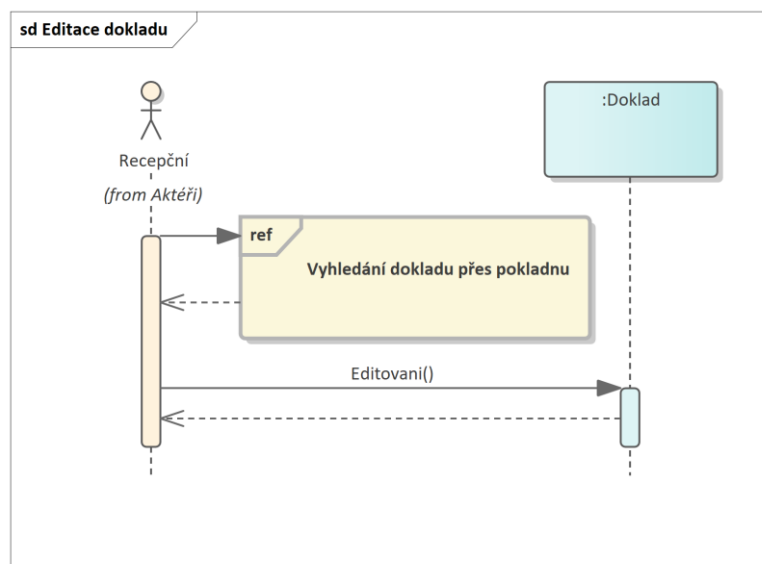 sd Editace dokladu
:Doklad
Recepční
(from Aktéři)
ref
Vyhledání dokladu přes pokladnu
Editovani()